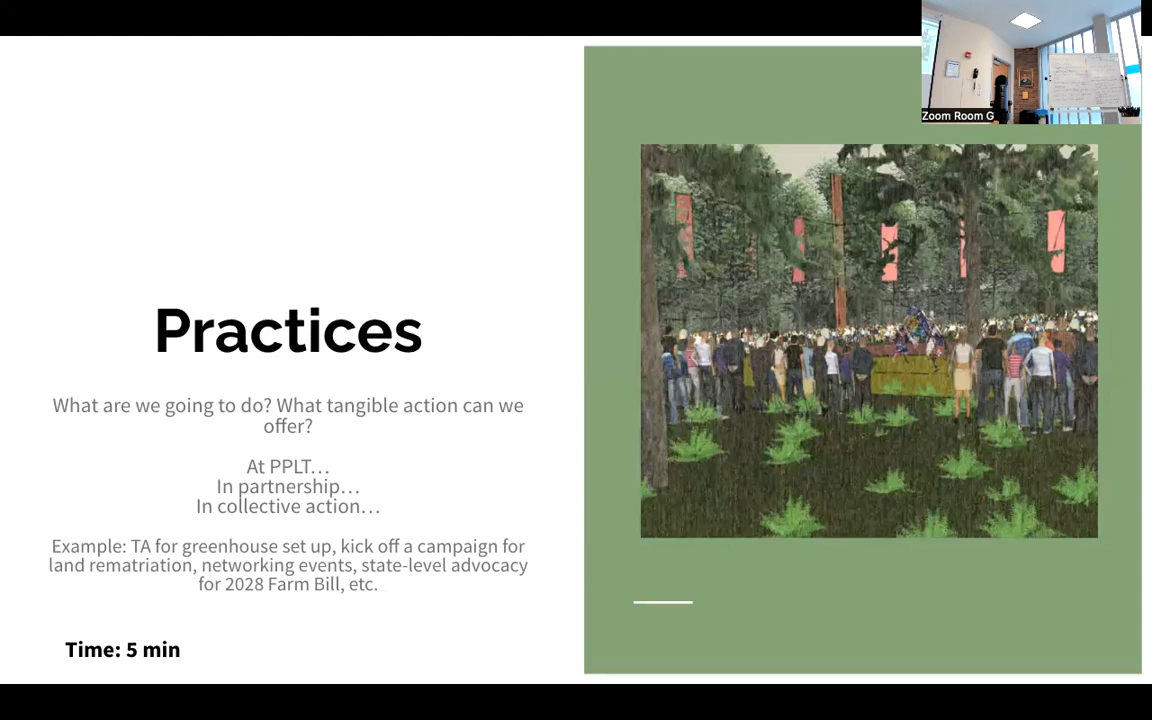 Zoom Room G
Practices
What are we going to do? What tangible action can we
offer?
At PPLT…
In partnership…
In collective action…
Example: TA for greenhouse set up, kick off a campaign for
land rematriation, networking events, state-level advocacy
for 2028 Farm Bill, etc.
Time: 5 min